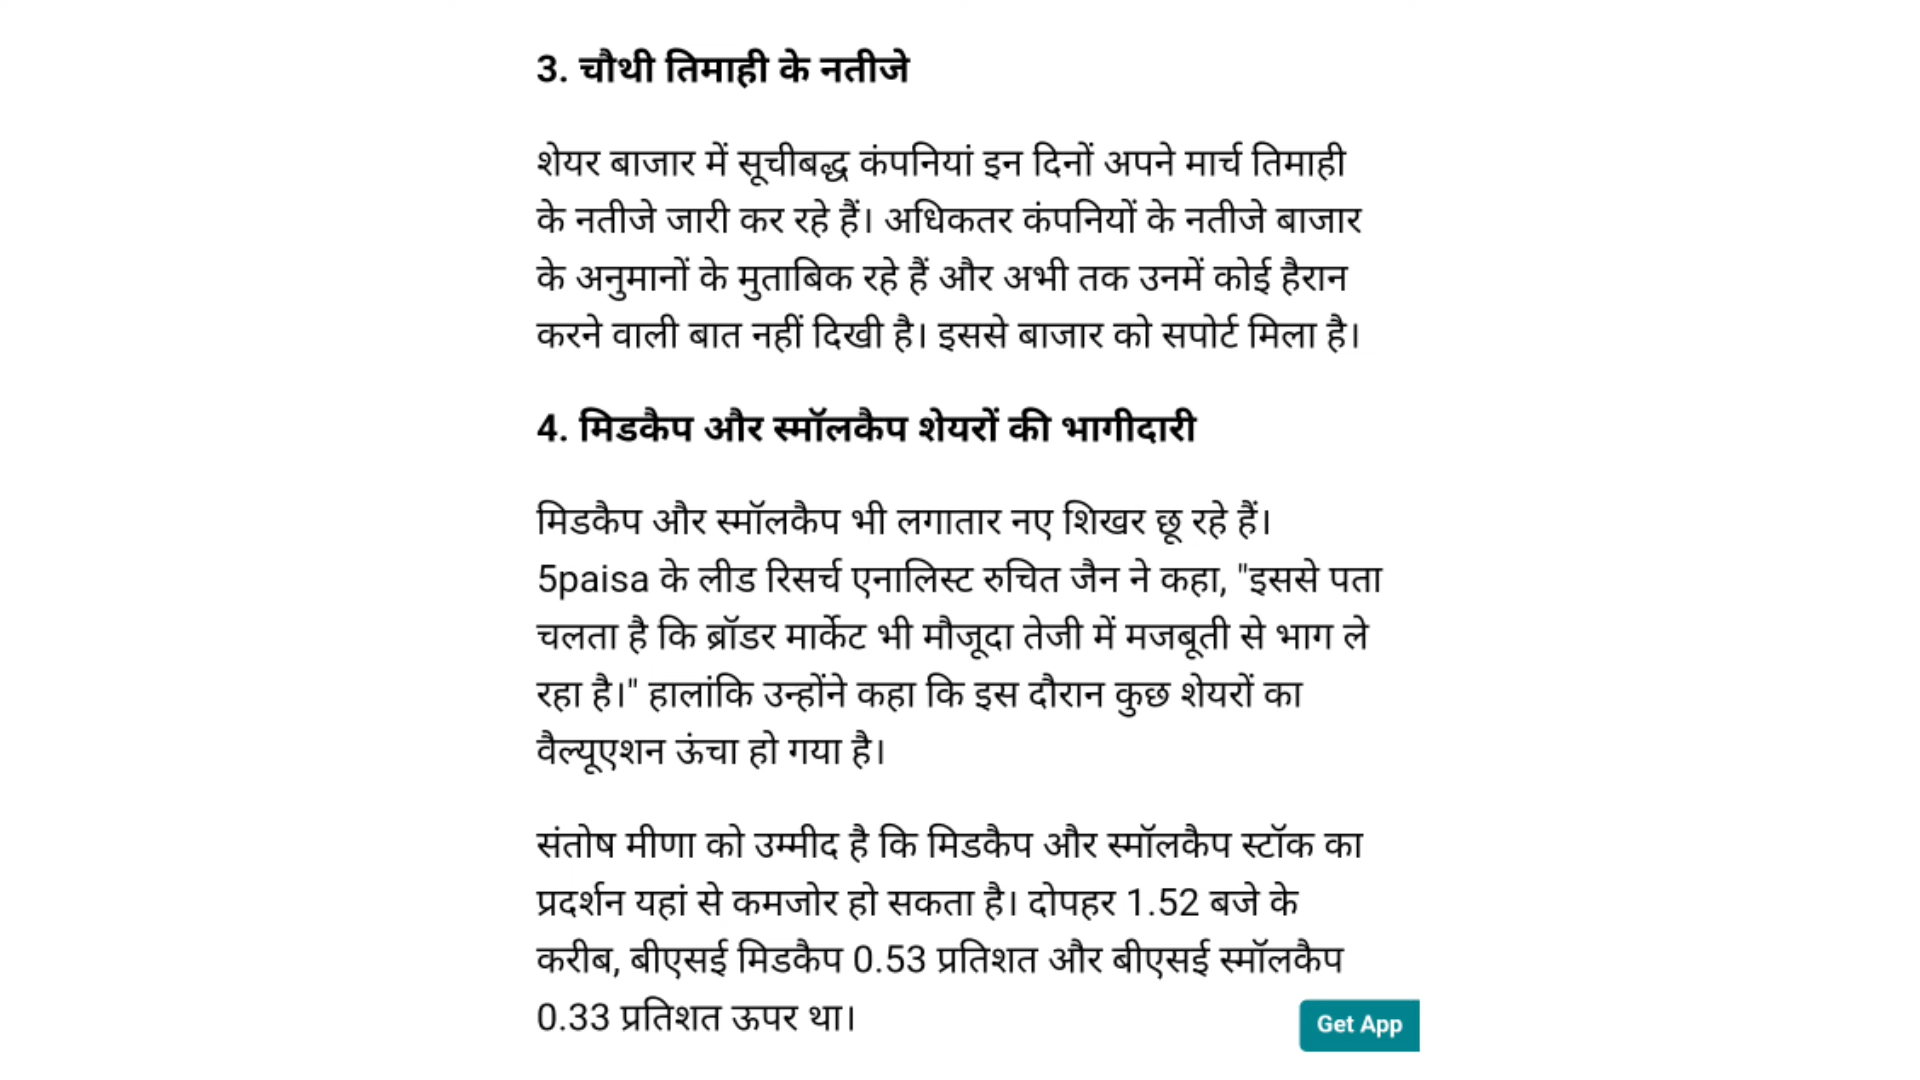 3. चौथी तिमाही के नतीजे
शेयर बाजार में सूचीबद्ध कंपनियां इन दिनों अपने मार्च तिमाही
के नतीजे जारी कर रहे हैं। अधिकतर कंपनियों के नतीजे बाजार
के अनुमानों के मुताबिक रहे हैं और अभी तक उनमें कोई हैरान
करने वाली बात नहीं दिखी है। इससे बाजार को सपोर्ट मिला है।
4. मिडकैप और स्मॉलकैप शेयरों की भागीदारी
मिडकैप और स्मॉलकैप भी लगातार नए शिखर छू रहे हैं।
5paisa के लीड रिसर्च एनालिस्ट रुचित जैन ने कहा, "इससे पता
चलता है कि ब्रॉडर मार्केट भी मौजूदा तेजी में मजबूती से भाग ले
रहा है।" हालांकि उन्होंने कहा कि इस दौरान कुछ शेयरों का
वैल्यूएशन ऊंचा हो गया है।
संतोष मीणा को उम्मीद है कि मिडकैप और स्मॉलकैप स्टॉक का
प्रदर्शन यहां से कमजोर हो सकता है। दोपहर 1.52 बजे के
करीब, बीएसई मिडकैप 0.53 प्रतिशत और बीएसई स्मॉलकैप
0.33 प्रतिशत ऊपर था।
Get App